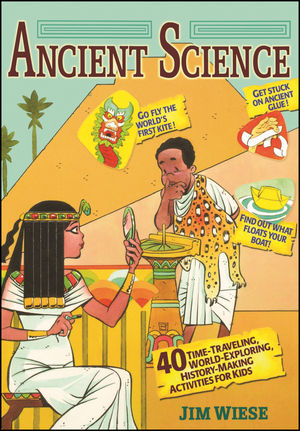 ANCIENT SCIENCE
GO FLY THE
WORLD'S
FIRST KITE!
GET STUCK
ON ANCIENT
GLUE!
FIND OUT WHAT
FLOATS YOUR
BOAT!
40 TIME-TRAVELING,
WORLD-EXPLORING,
HISTORY-MAKING
ACTIVITIES FOR KIDS
JIM WIESE